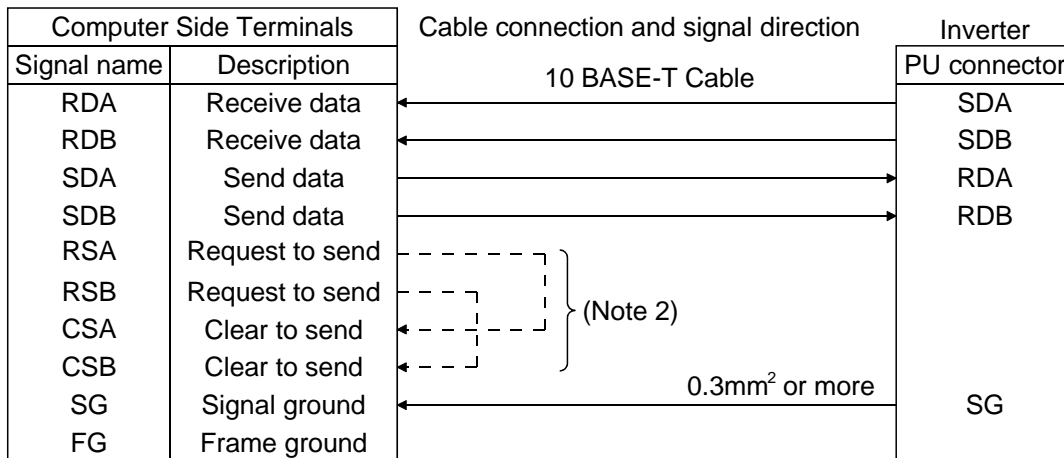 Computer Side Terminals Cable connection and signal direction Inverter
Signal name Description 10 BASE-T Cable PU connector
RDA Receive data SDA
RDB Receive data SDB
SDA Send data RDA
SDB Send data RDB
RSA Request to send
RSB Request to send (Note 2)
CSA Clear to send
CSB Clear to send
0.3mm² or more
SG Signal ground SG
FG Frame ground